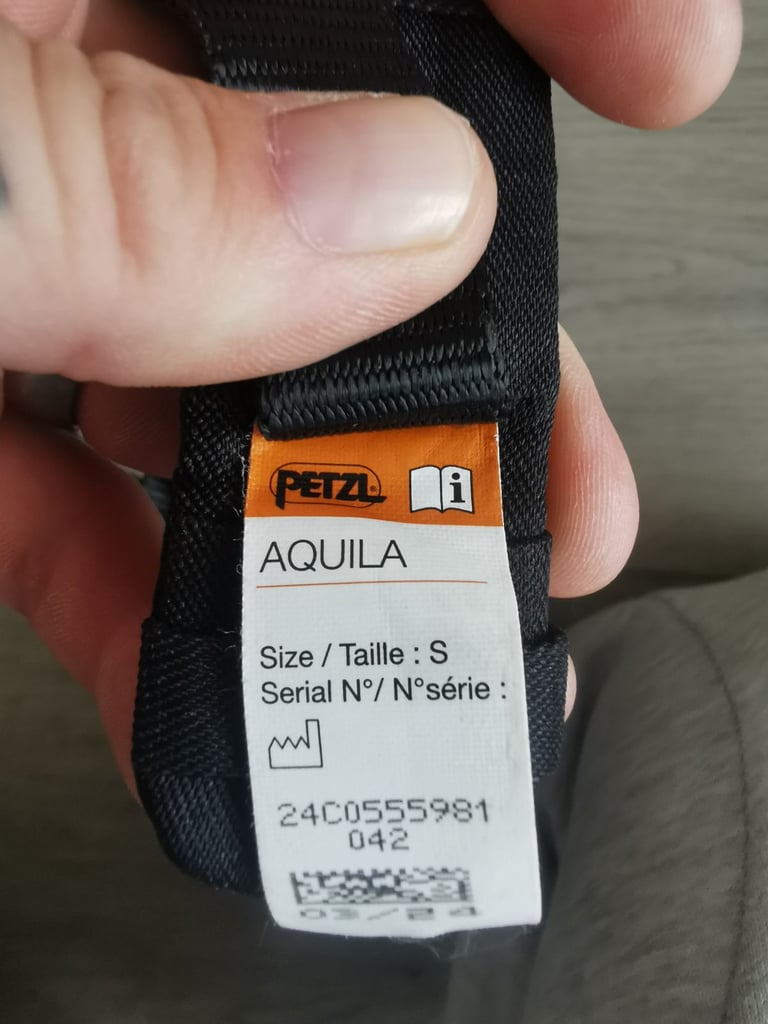 PETZL
i
AQUILA
Size / Taille : S
Serial N°/ N°série :
24C0555981
042
03/24